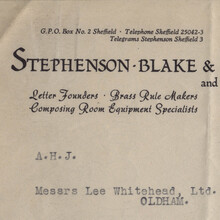 G.P.O. Box No. 2 Sheffield · Telephone Sheffield 25042-3
Telegrams Stephenson Sheffield 3
STEPHENSON · BLAKE &
and
Letter Founders · Brass Rule Makers
Composing Room Equipment Specialists
A.H.J.
Messrs Lee Whitehead, Ltd.
OLDHAM.